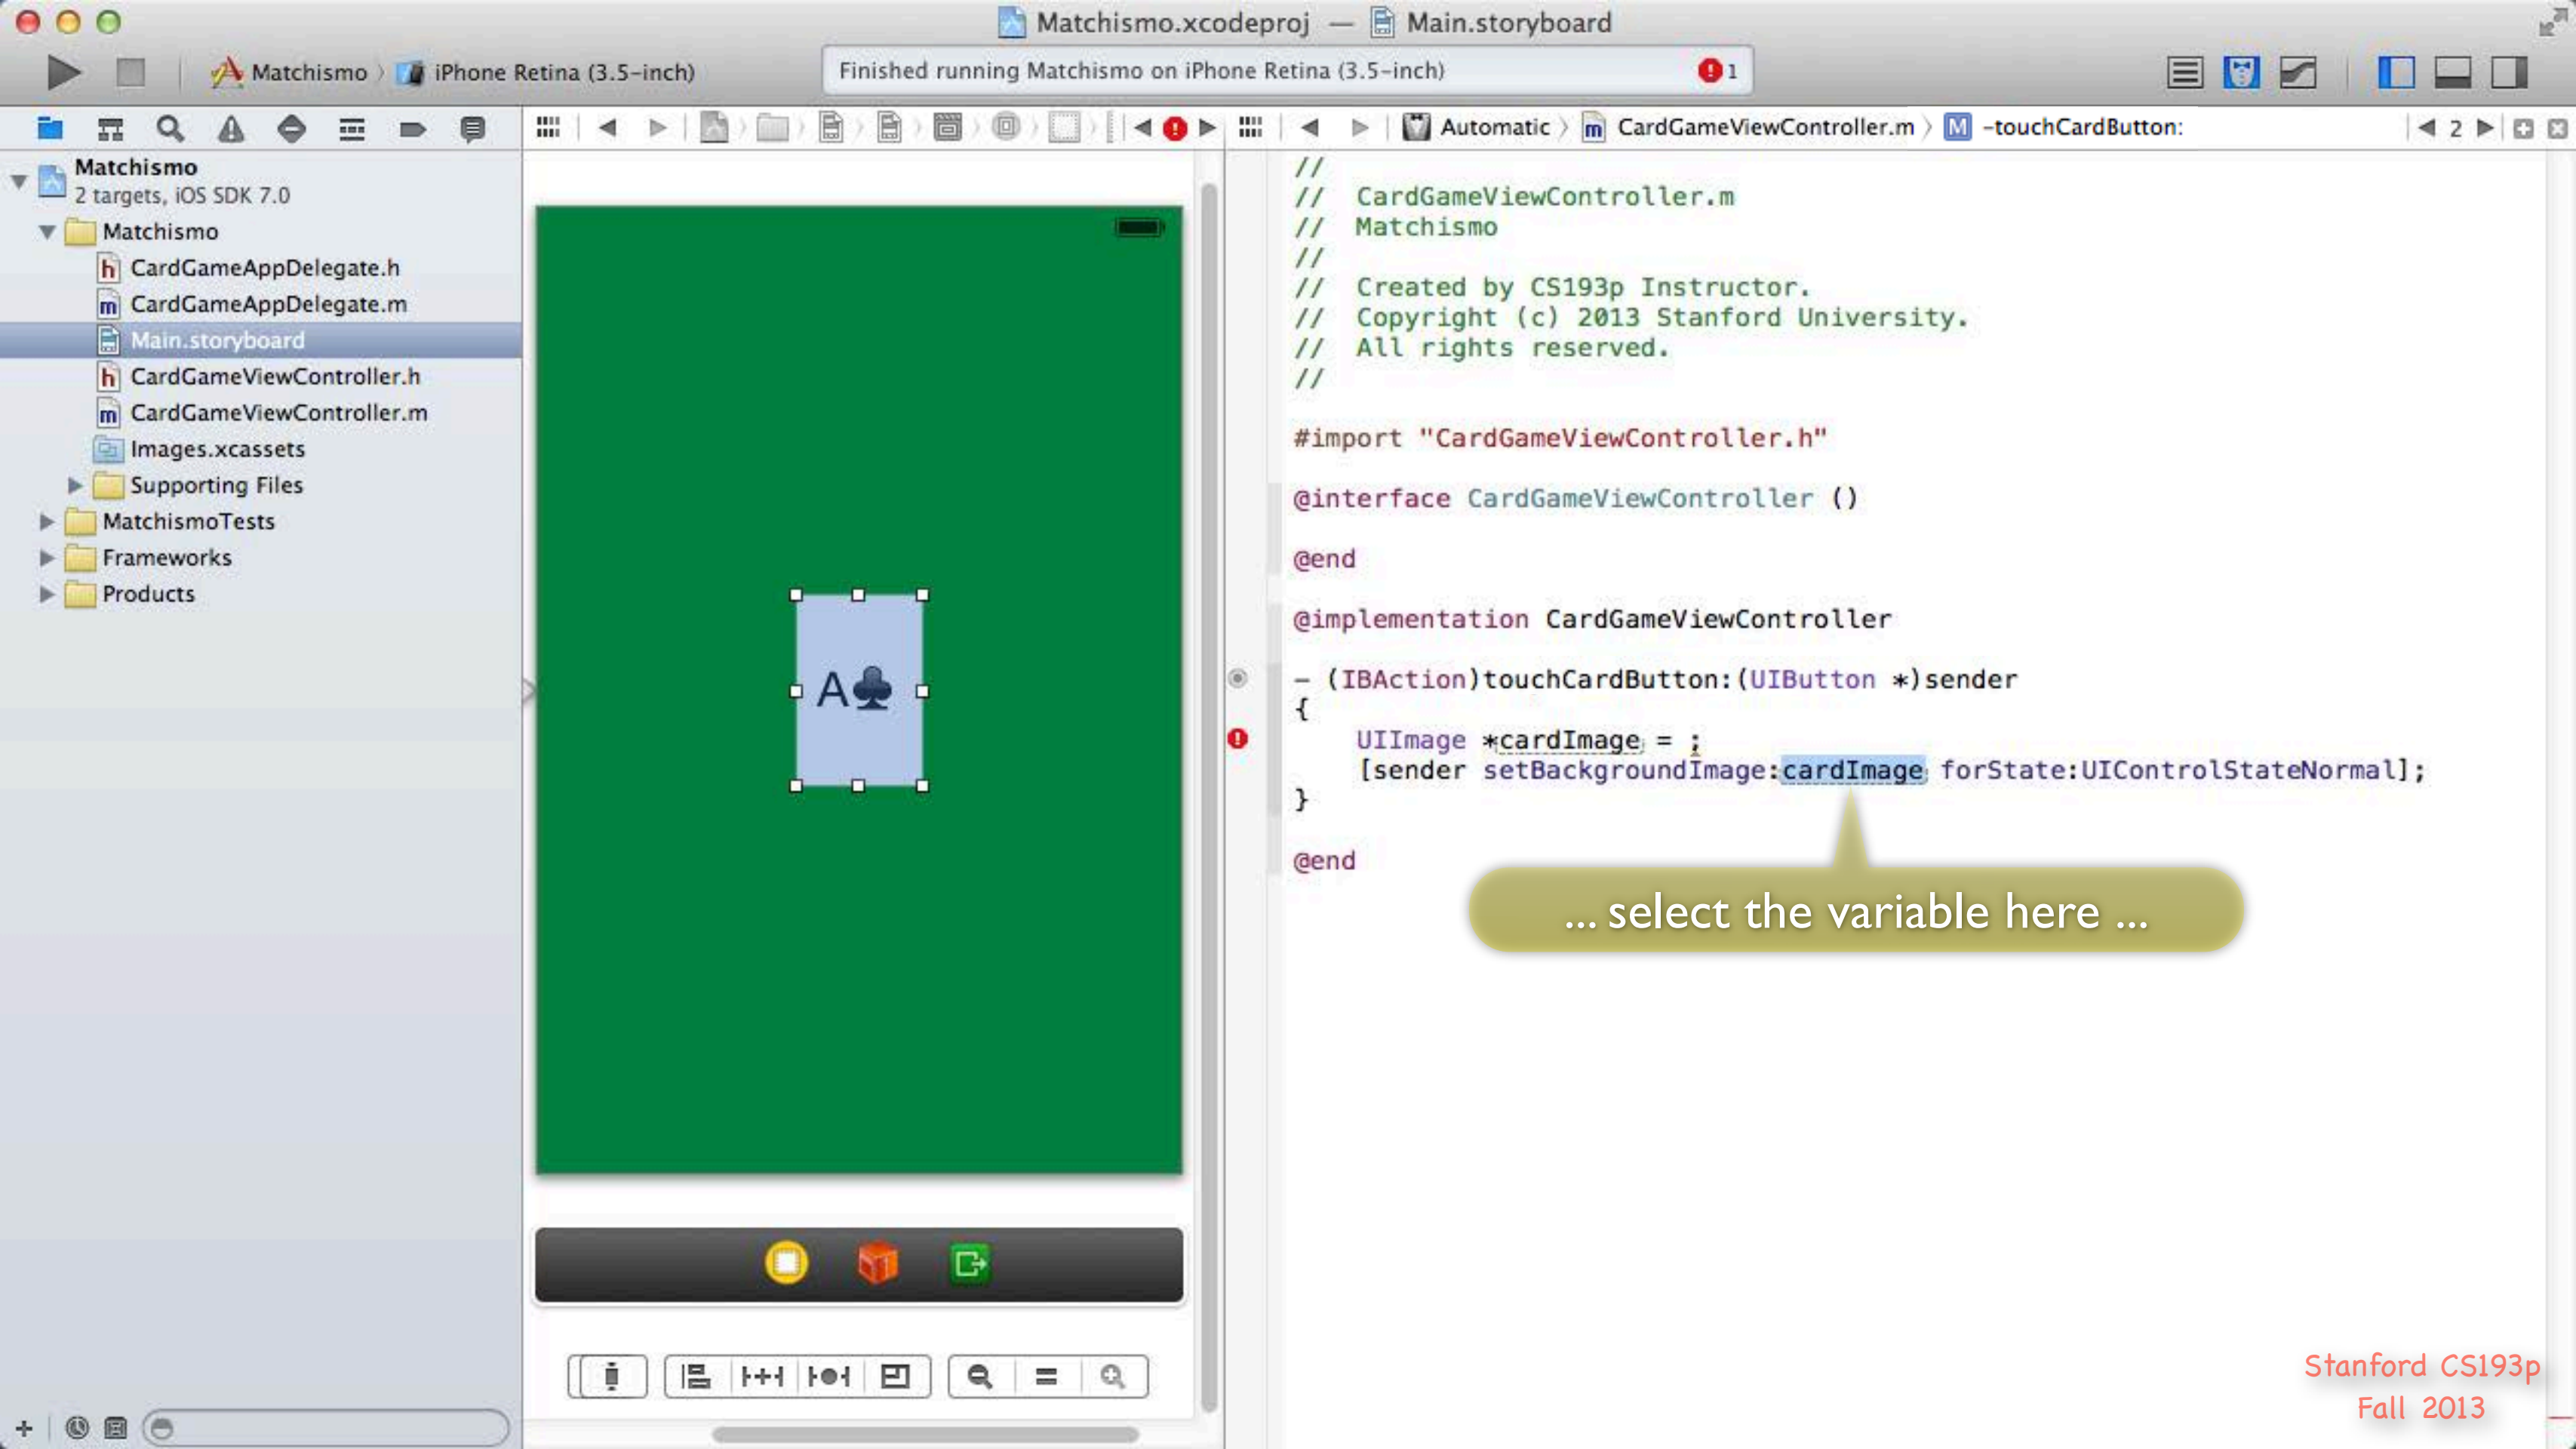 Matchismo.xcodeproj — Main.storyboard
Matchismo iPhone Retina (3.5-inch)
Finished running Matchismo on iPhone Retina (3.5-inch) 1
Automatic CardGameViewController.m M -touchCardButton: 2
Matchismo
2 targets, iOS SDK 7.0
Matchismo
h CardGameAppDelegate.h
m CardGameAppDelegate.m
Main.storyboard
h CardGameViewController.h
m CardGameViewController.m
Images.xcassets
Supporting Files
MatchismoTests
Frameworks
Products
A♣
//
// CardGameViewController.m
// Matchismo
//
// Created by CS193p Instructor.
// Copyright (c) 2013 Stanford University.
// All rights reserved.
//
#import "CardGameViewController.h"
@interface CardGameViewController ()
@end
@implementation CardGameViewController
- (IBAction)touchCardButton:(UIButton *)sender
{
UIImage *cardImage = ;
[sender setBackgroundImage:cardImage forState:UIControlStateNormal];
}
@end
... select the variable here ...
Stanford CS193p
Fall 2013